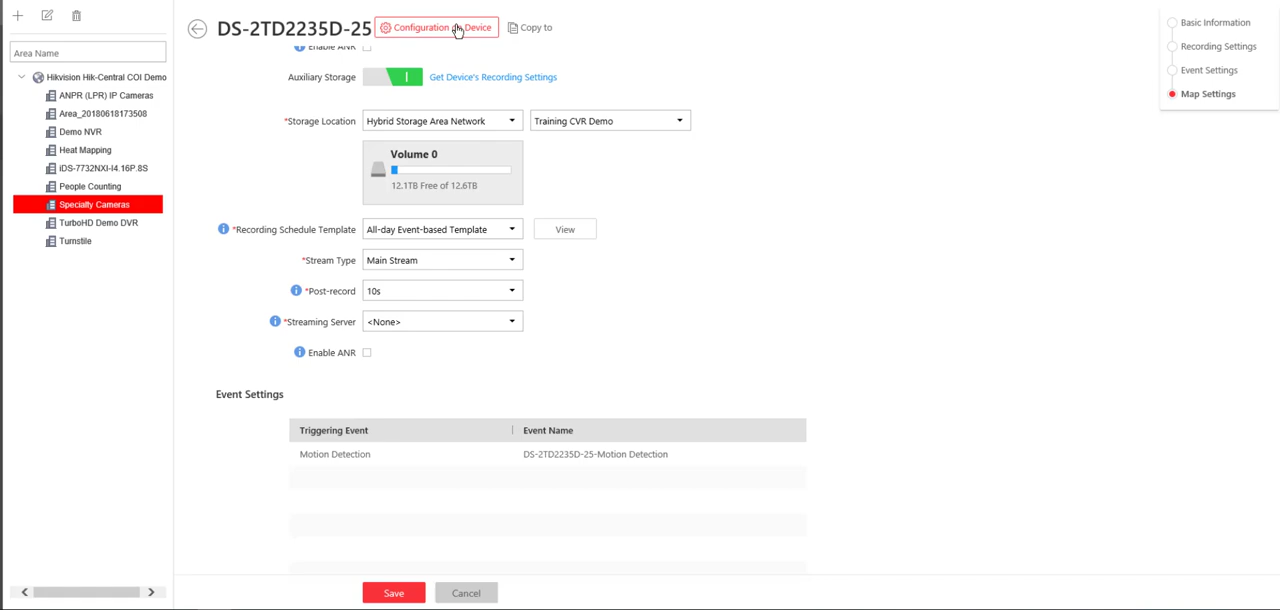 DS-2TD2235D-25 Configuration on Device Copy to
Basic Information
Recording Settings
Event Settings
Map Settings
Area Name
Hikvision Hik-Central COI Demo
ANPR (LPR) IP Cameras
Area_20180618173508
Demo NVR
Heat Mapping
iDS-7732NXI-I4.16P.8S
People Counting
Specialty Cameras
TurboHD Demo DVR
Turnstile
Enable ANR
Auxiliary Storage Get Device's Recording Settings
*Storage Location Hybrid Storage Area Network Training CVR Demo
Volume 0
12.1TB Free of 12.6TB
*Recording Schedule Template All-day Event-based Template View
*Stream Type Main Stream
*Post-record 10s
*Streaming Server <None>
Enable ANR
Event Settings
Triggering Event Event Name
Motion Detection DS-2TD2235D-25-Motion Detection
Save Cancel